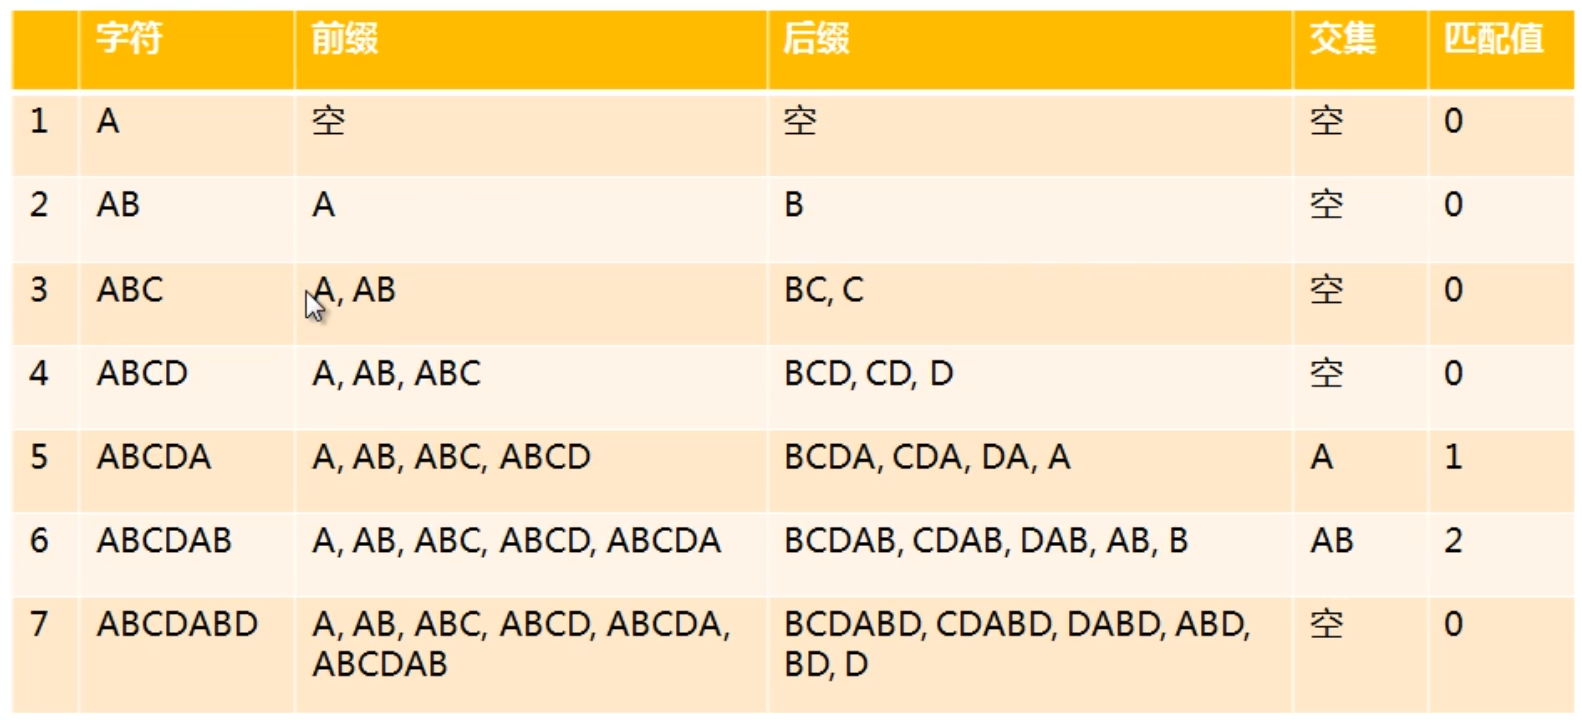 字符 前缀 后缀 交集 匹配值
1 A 空 空 空 0
2 AB A B 空 0
3 ABC A, AB BC, C 空 0
4 ABCD A, AB, ABC BCD, CD, D 空 0
5 ABCDA A, AB, ABC, ABCD BCDA, CDA, DA, A A 1
6 ABCDAB A, AB, ABC, ABCD, ABCDA BCDAB, CDAB, DAB, AB, B AB 2
7 ABCDABD A, AB, ABC, ABCD, ABCDA, BCDABD, CDABD, DABD, ABD, 空 0
ABCDAB BD, D